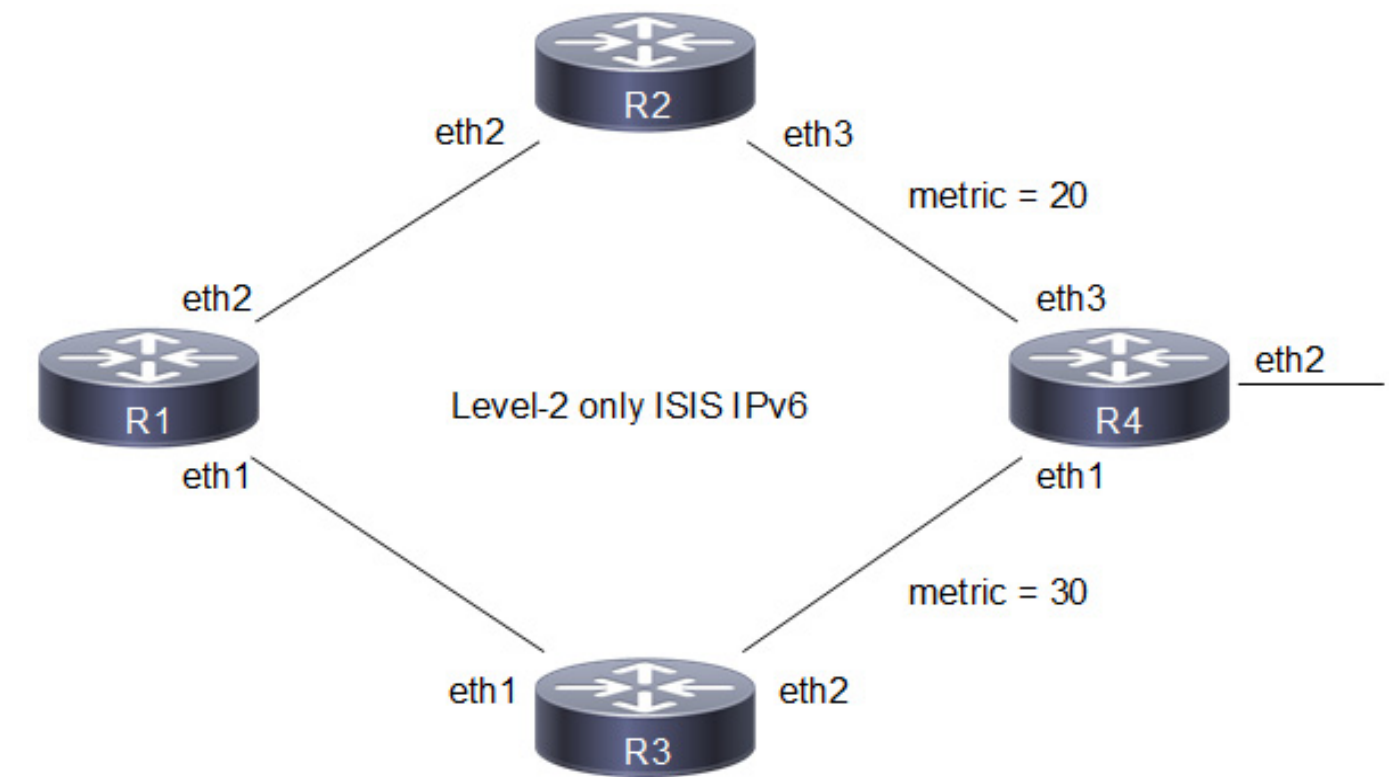 R2
eth2
eth3
metric = 20
eth2
eth3
eth2
R1
Level-2 only ISIS IPv6
R4
eth1
eth1
metric = 30
eth1
eth2
R3